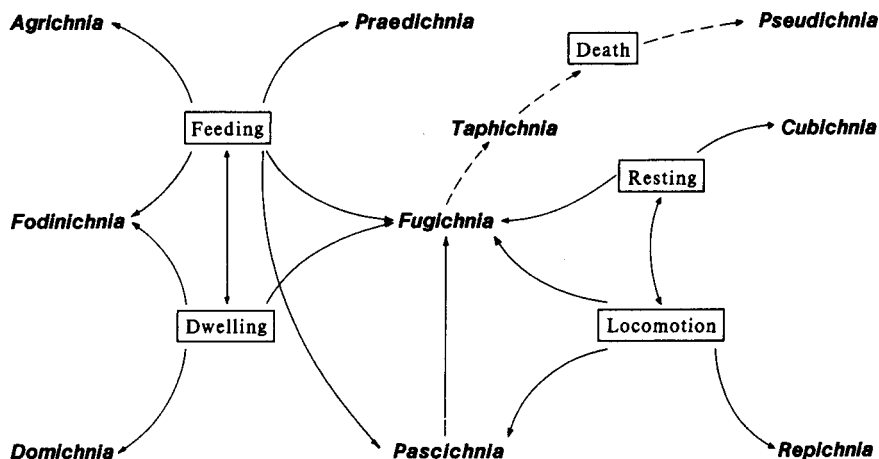 Agrichnia
Praedichnia
Pseudichnia
Death
Feeding
Taphichnia
Cubichnia
Resting
Fodinichnia
Fugichnia
Dwelling
Locomotion
Domichnia
Pascichnia
Repichnia